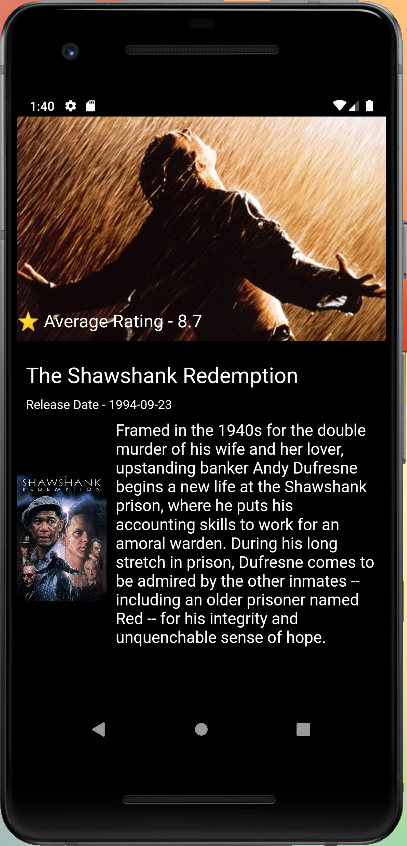 1:40
Average Rating - 8.7
The Shawshank Redemption
Release Date - 1994-09-23
Framed in the 1940s for the double
murder of his wife and her lover,
upstanding banker Andy Dufresne
begins a new life at the Shawshank
prison, where he puts his
accounting skills to work for an
amoral warden. During his long
stretch in prison, Dufresne comes to
be admired by the other inmates --
including an older prisoner named
Red -- for his integrity and
unquenchable sense of hope.
SHAWSHANK
REDEMPTION